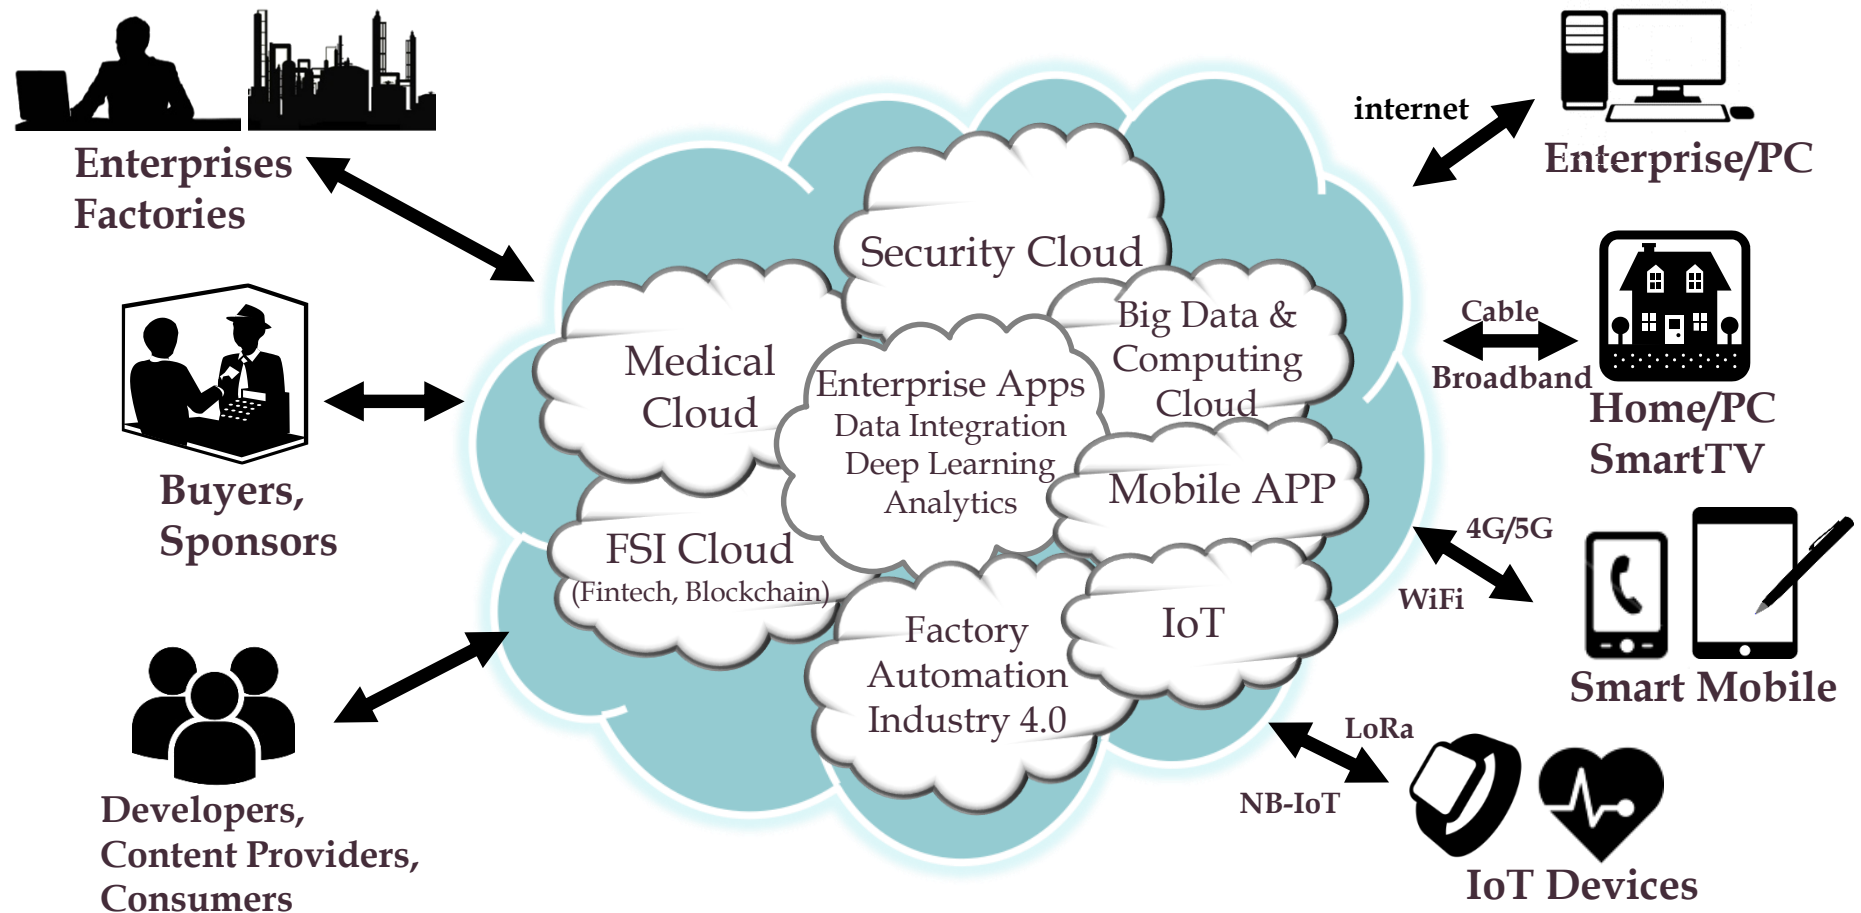 Enterprises
Factories
Buyers,
Sponsors
Developers,
Content Providers,
Consumers
Security Cloud
Medical
Cloud
Big Data &
Computing
Cloud
Enterprise Apps
Data Integration
Deep Learning
Analytics
Mobile APP
FSI Cloud
(Fintech, Blockchain)
IoT
Factory
Automation
Industry 4.0
internet
Enterprise/PC
Cable
Broadband
Home/PC
SmartTV
4G/5G
WiFi
Smart Mobile
LoRa
NB-IoT
IoT Devices